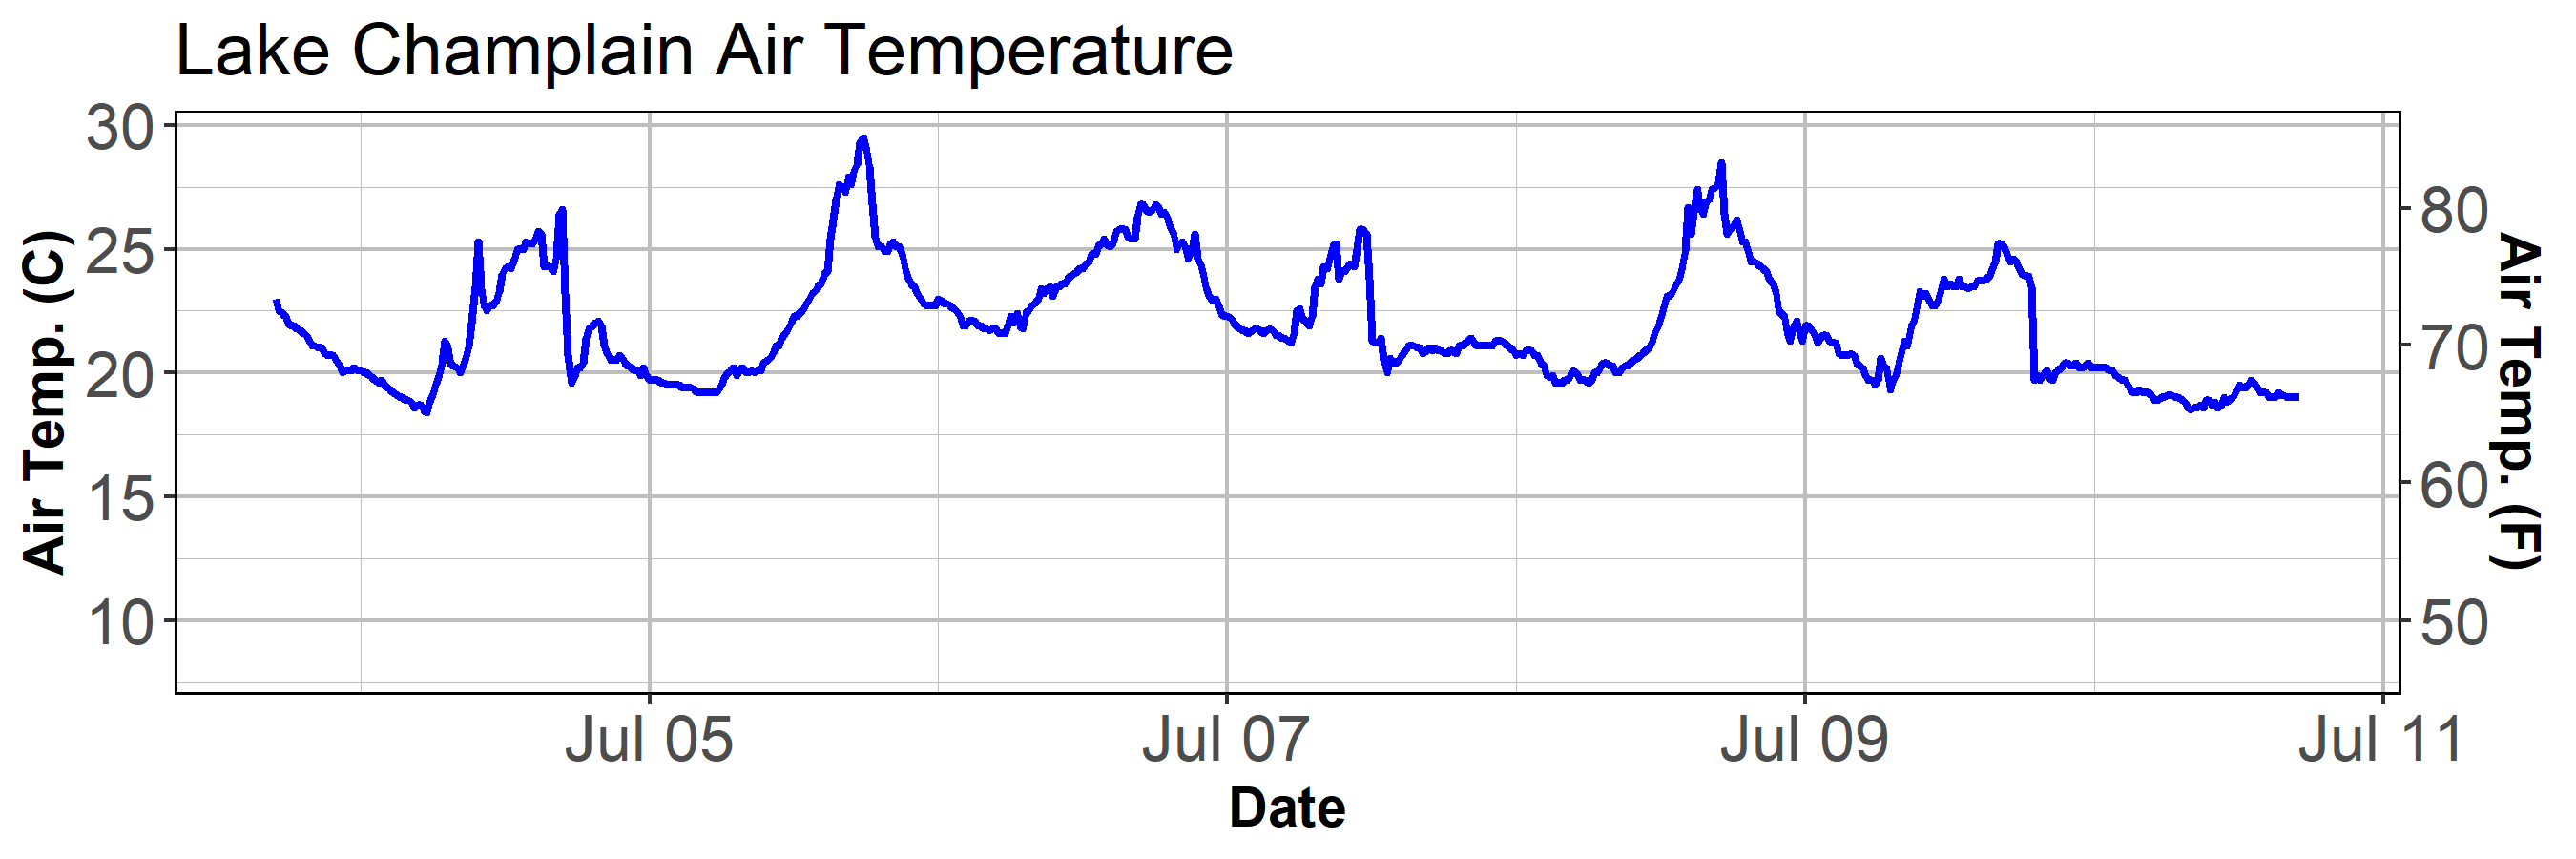 Lake Champlain Air Temperature
Air Temp. (C)
30
25
20
15
10
80
70
60
50
Air Temp. (F)
Jul 05
Jul 07
Jul 09
Jul 11
Date